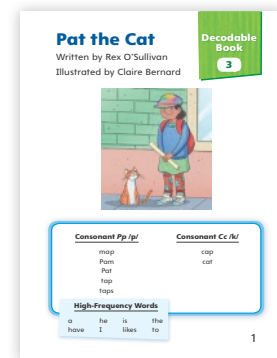 Pat the Cat
Written by Rex O'Sullivan
Illustrated by Claire Bernard
Decodable
Book
3
Consonant Pp /p/
map
Pam
Pat
tap
taps
Consonant Cc /k/
cap
cat
High-Frequency Words
a he is the
have I likes to
1